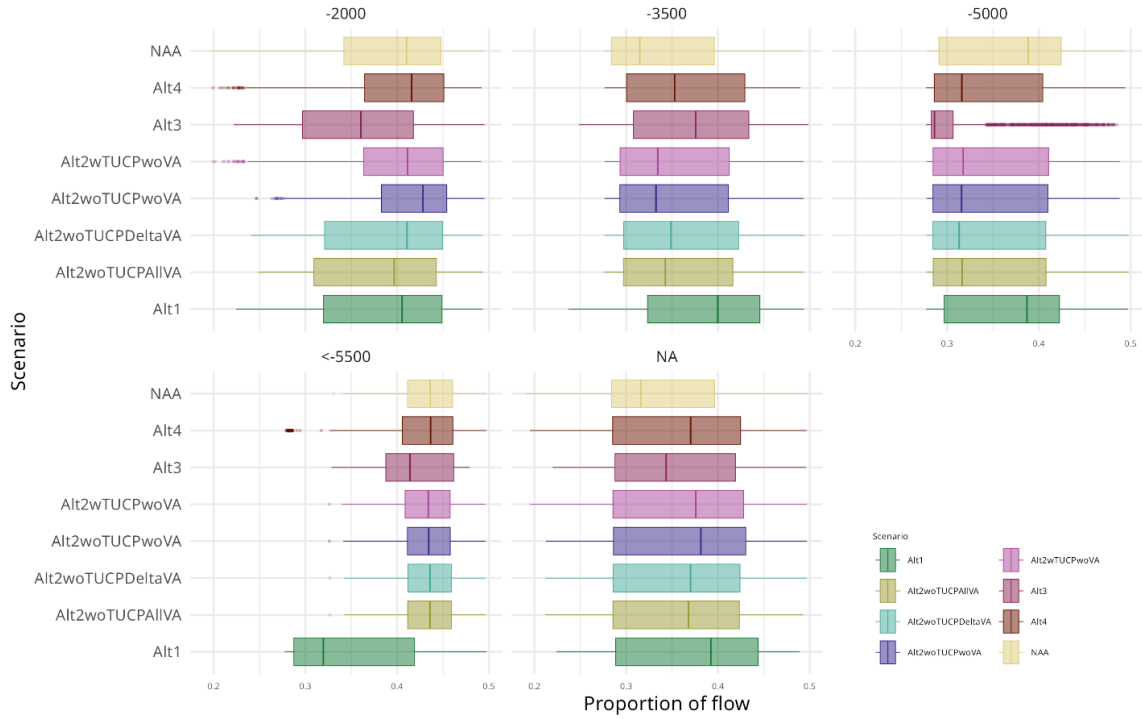 -2000
-3500
-5000
NAA
Alt4
Alt3
Alt2wTUCPwoVA
Alt2woTUCPwoVA
Alt2woTUCPDeltaVA
Alt2woTUCPAllVA
Alt1
0.2 0.3 0.4 0.5
Scenario
<-5500
NA
NAA
Alt4
Alt3
Alt2wTUCPwoVA
Alt2woTUCPwoVA
Alt2woTUCPDeltaVA
Alt2woTUCPAllVA
Alt1
0.2 0.3 0.4 0.5
0.2 0.3 0.4 0.5
Proportion of flow
Scenario
Alt1
Alt2woTUCPAllVA
Alt2woTUCPDeltaVA
Alt2woTUCPwoVA
Alt2wTUCPwoVA
Alt3
Alt4
NAA